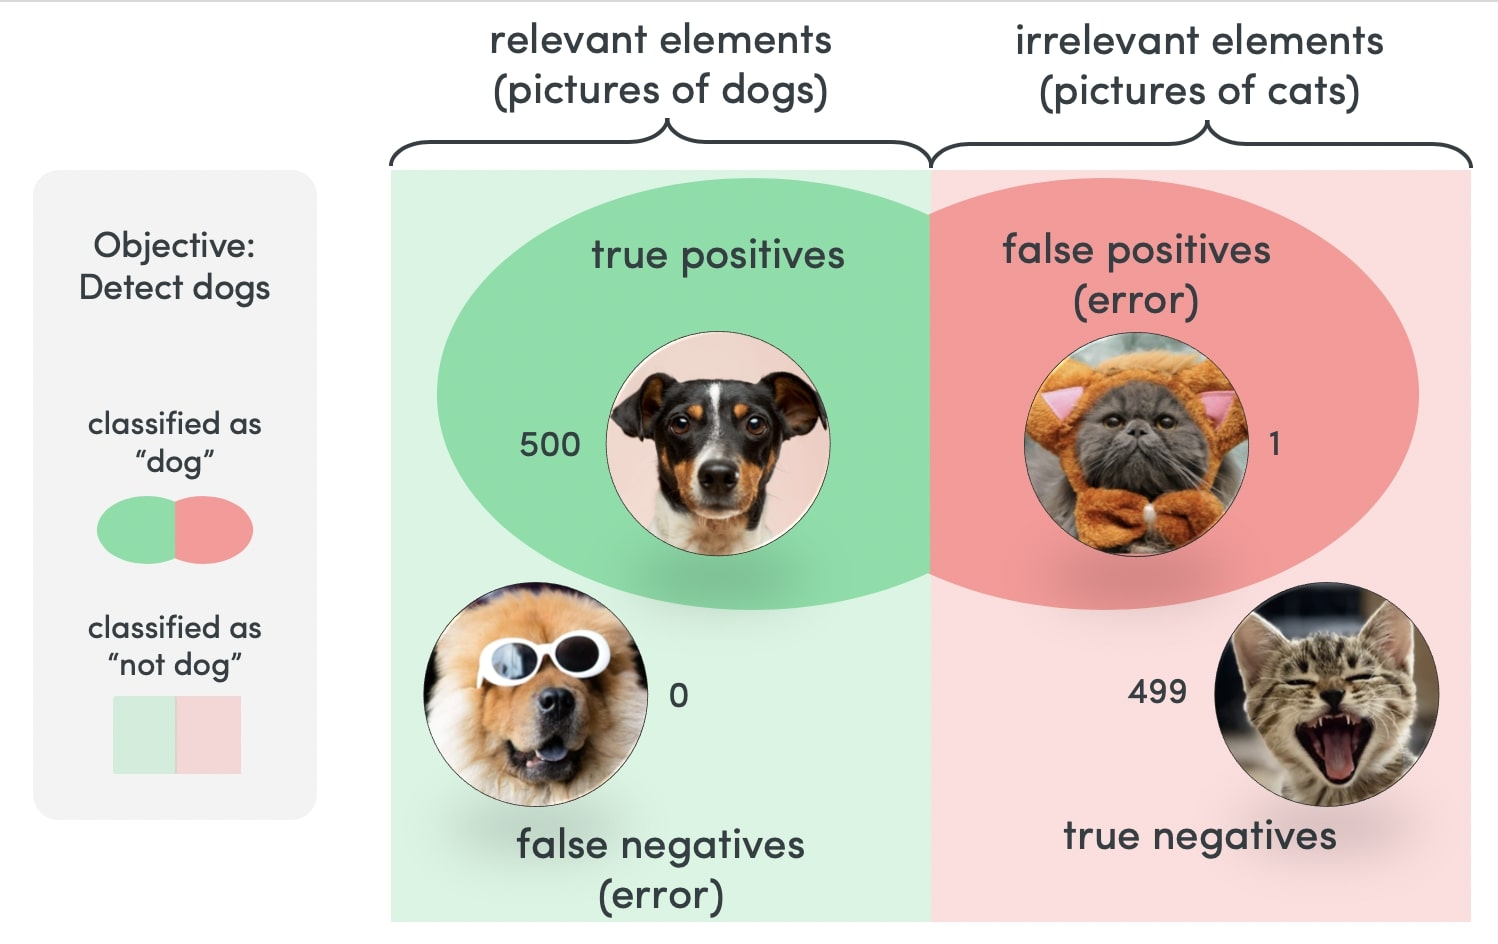 relevant elements
(pictures of dogs)
irrelevant elements
(pictures of cats)
Objective:
Detect dogs
classified as
“dog”
classified as
“not dog”
true positives
500
false positives
(error)
1
0
false negatives
(error)
499
true negatives